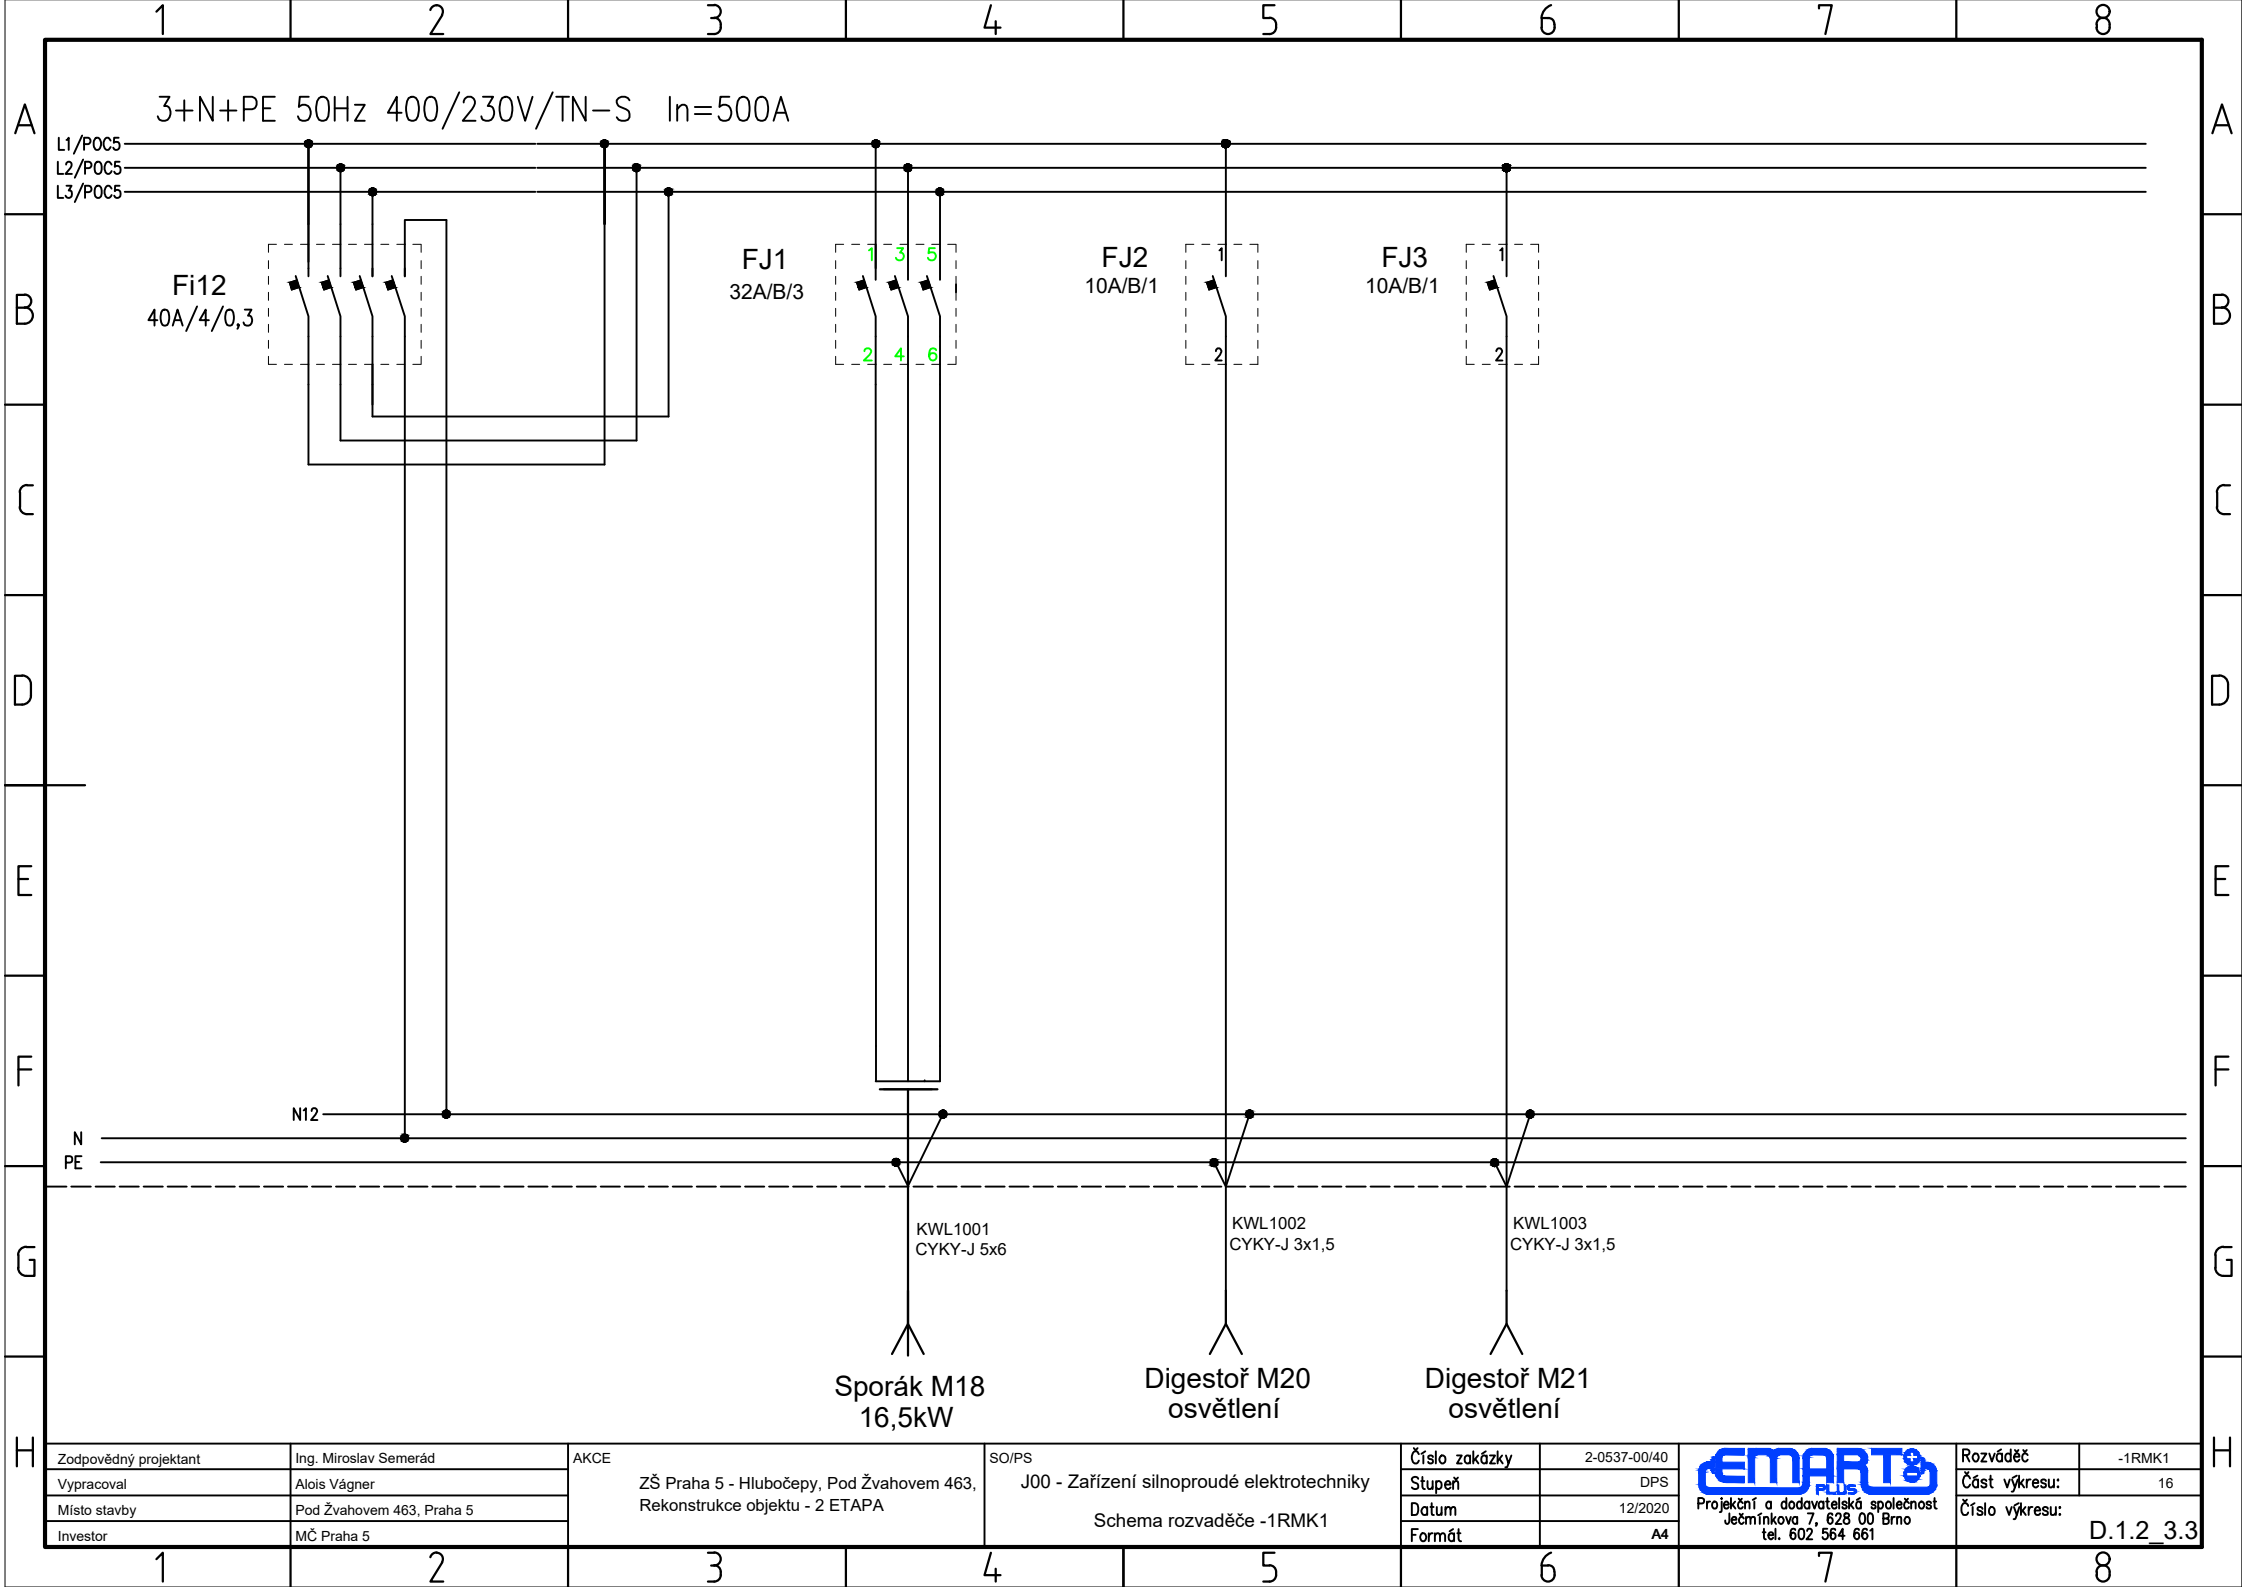 1 2 3 4 5 6 7 8
A A
3+N+PE 50Hz 400/230V/TN-S In=500A
L1/POC5
L2/POC5
L3/POC5
B B
Fi12
40A/4/0,3
FJ1
32A/B/3
1 3 5
2 4 6
FJ2
10A/B/1
1
2
FJ3
10A/B/1
1
2
C C
D D
E E
F F
N12
N
PE
G G
KWL1001
CYKY-J 5x6
KWL1002
CYKY-J 3x1,5
KWL1003
CYKY-J 3x1,5
Sporák M18
16,5kW
Digestoř M20
osvětlení
Digestoř M21
osvětlení
H H
Zodpovědný projektant Ing. Miroslav Semerád
Vypracoval Alois Vágner
Místo stavby Pod Žvahovem 463, Praha 5
Investor MČ Praha 5
AKCE
ZŠ Praha 5 - Hlubočepy, Pod Žvahovem 463,
Rekonstrukce objektu - 2 ETAPA
SO/PS
J00 - Zařízení silnoproudé elektrotechniky
Schema rozvaděče -1RMK1
Číslo zakázky 2-0537-00/40
Stupeň DPS
Datum 12/2020
Formát A4
EMART
PLUS
Projekční a dodavatelská společnost
Ječmínkova 7, 628 00 Brno
tel. 602 564 661
Rozváděč -1RMK1
Část výkresu: 16
Číslo výkresu:
D.1.2_3.3
1 2 3 4 5 6 7 8